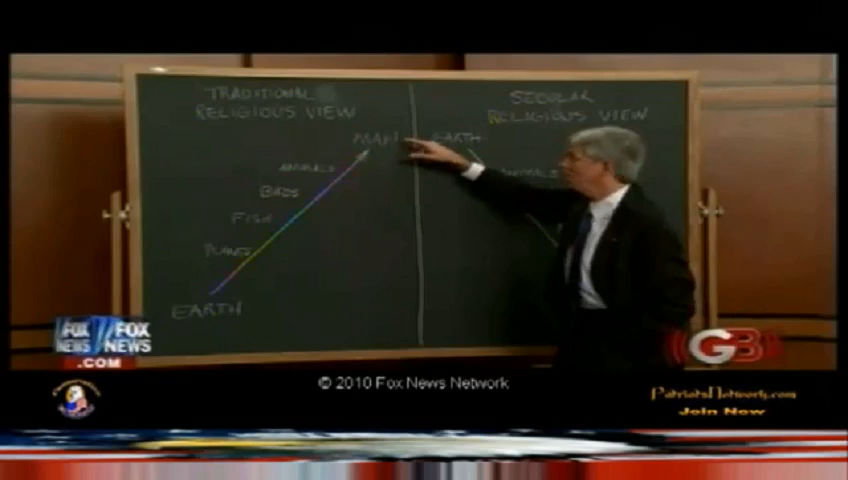 TRADITIONAL
RELIGIOUS VIEW
SECULAR
RELIGIOUS VIEW
MAN
EARTH
ANIMALS
ANIMALS
BIRDS
FISH
PLANTS
EARTH
FOX
NEWS
FOX
NEWS
.COM
GB
© 2010 Fox News Network
PatriotsNetwork.com
Join Now